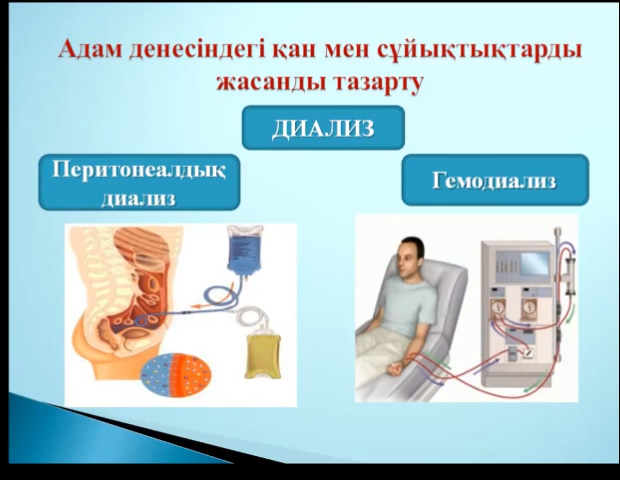 Адам денесіндегі қан мен сұйықтықтарды
жасанды тазарту
ДИАЛИЗ
Перитонеалдық
диализ
Гемодиализ